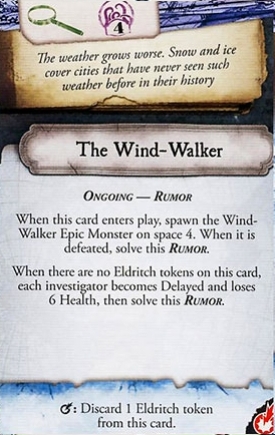 4
The weather grows worse. Snow and ice
cover cities that have never seen such
weather before in their history
The Wind-Walker
ONGOING — RUMOR
When this card enters play, spawn the Wind-
Walker Epic Monster on space 4. When it is
defeated, solve this RUMOR.
When there are no Eldritch tokens on this card,
each investigator becomes Delayed and loses
6 Health, then solve this RUMOR.
: Discard 1 Eldritch token
from this card.